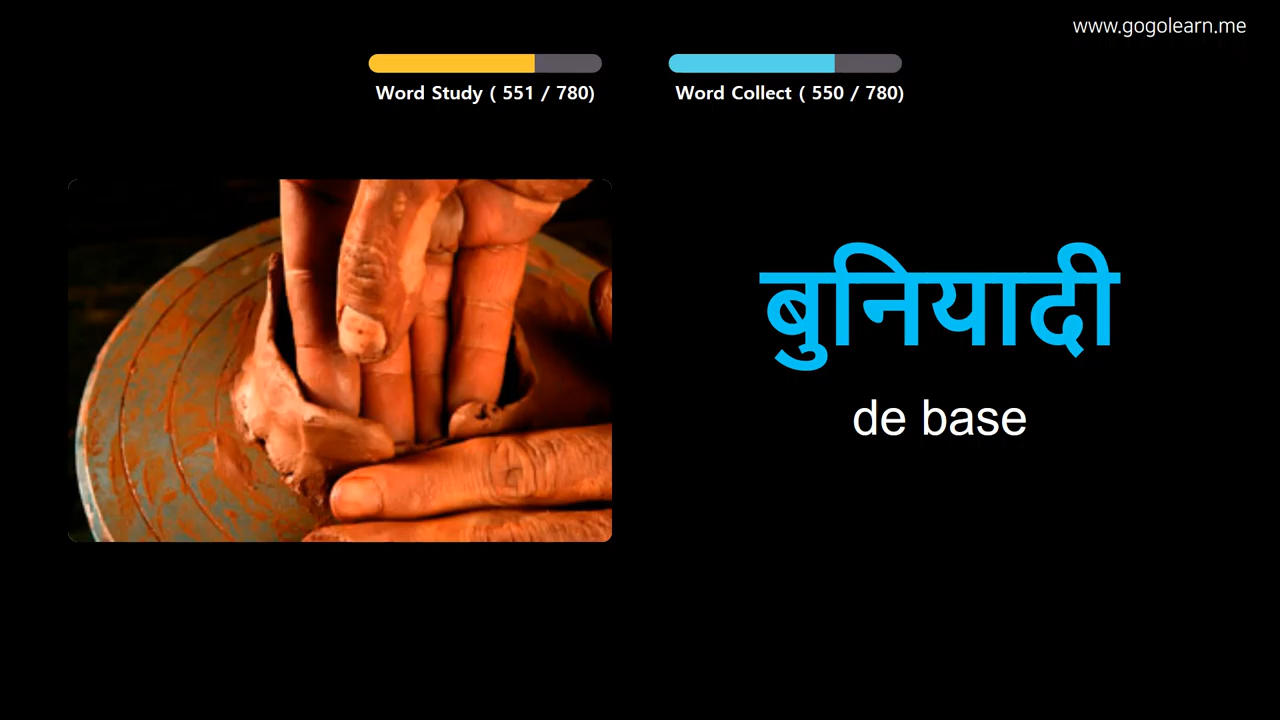 www.gogolearn.me
Word Study ( 551 / 780)
Word Collect ( 550 / 780)
बुनियादी
de base